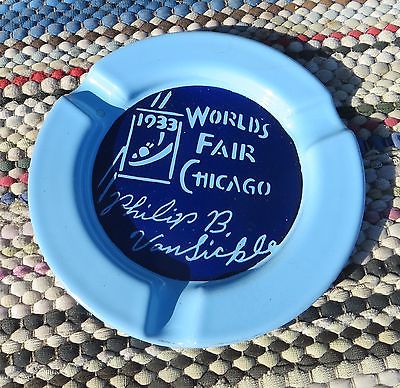 1933
WORLD'S
FAIR
CHICAGO
Philip B.
VanSickle